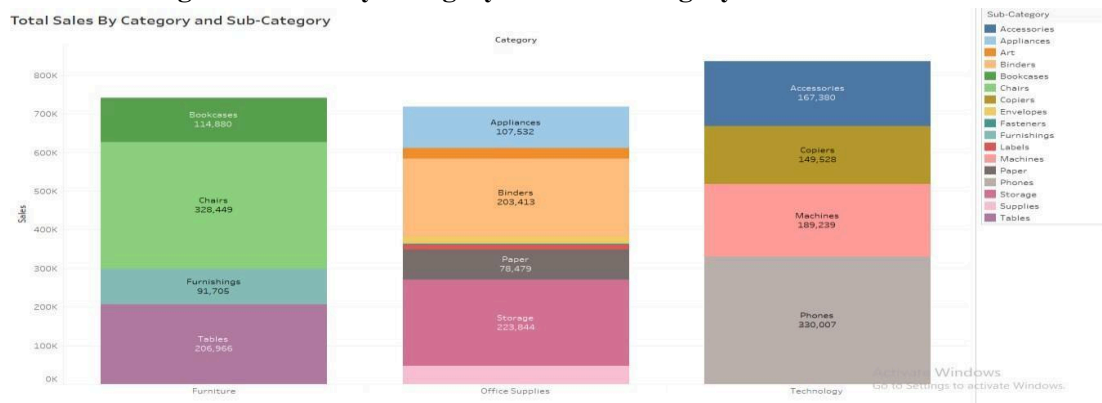 Total Sales By Category and Sub-Category
Category
Sales
800K
700K
600K
500K
400K
300K
200K
100K
0K
Bookcases
114,880
Chairs
328,449
Furnishings
91,705
Tables
206,966
Furniture
Appliances
107,532
Binders
203,413
Paper
78,479
Storage
223,844
Office Supplies
Accessories
167,380
Copiers
149,528
Machines
189,239
Phones
330,007
Technology
Sub-Category
Accessories
Appliances
Art
Binders
Bookcases
Chairs
Copiers
Envelopes
Fasteners
Furnishings
Labels
Machines
Paper
Phones
Storage
Supplies
Tables
Activate Windows
Go to Settings to activate Windows.